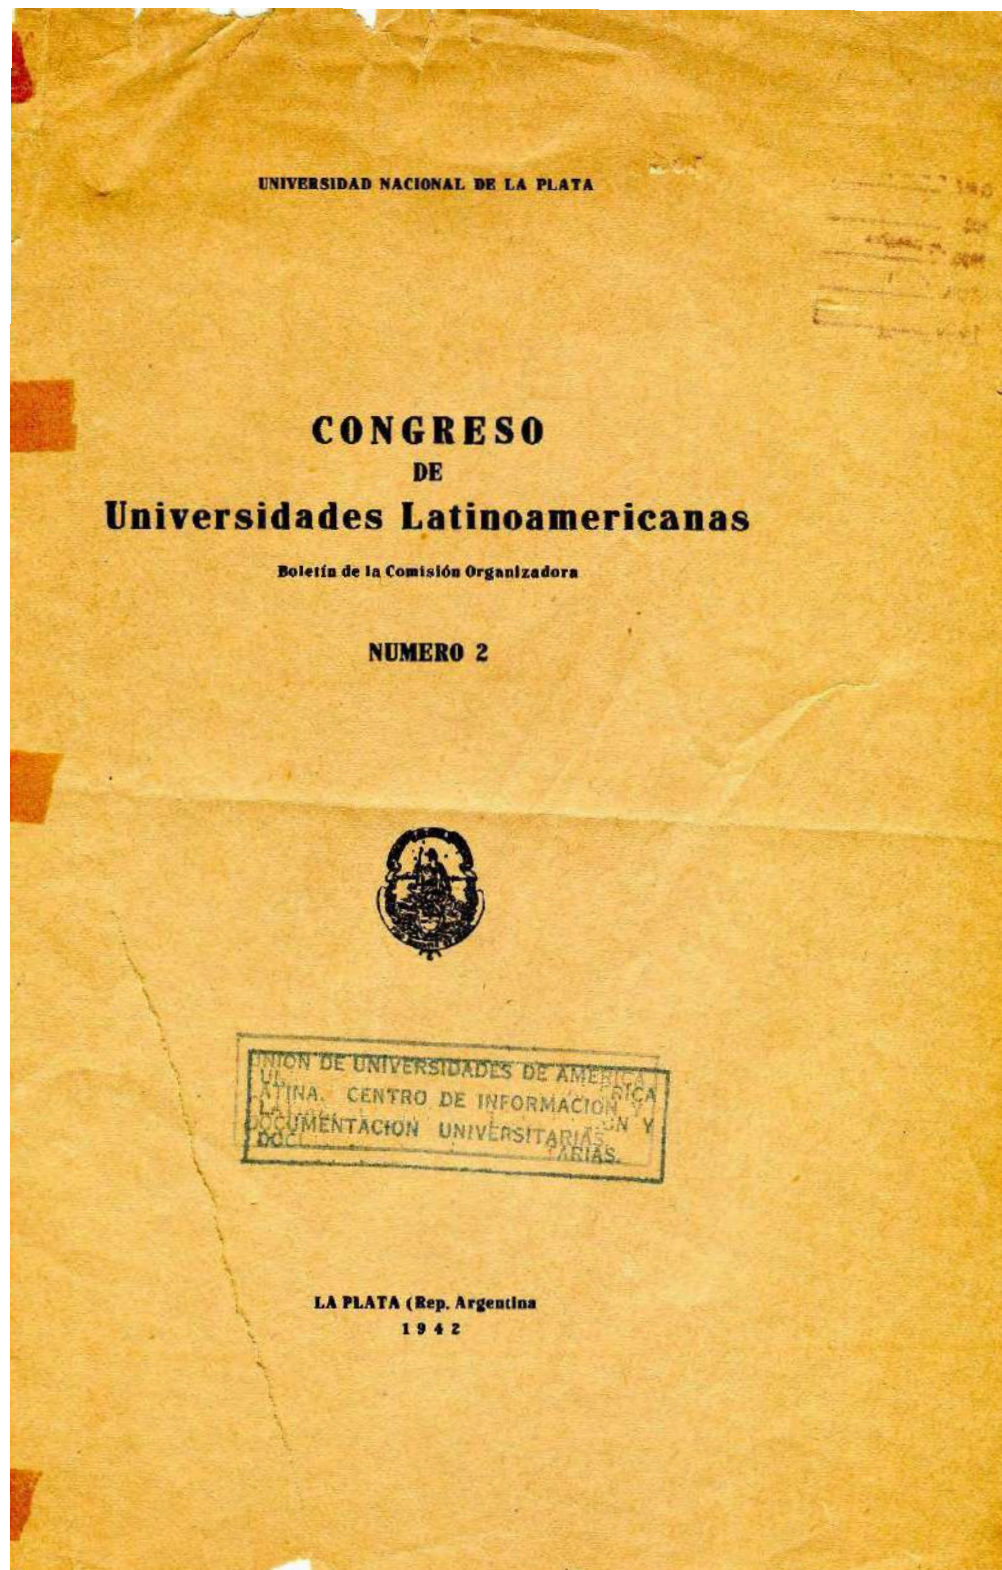 UNIVERSIDAD NACIONAL DE LA PLATA
CONGRESO
DE
Universidades Latinoamericanas
Boletín de la Comisión Organizadora
NUMERO 2
UNION DE UNIVERSIDADES DE AMERICA
LATINA. CENTRO DE INFORMACION Y
DOCUMENTACION UNIVERSITARIAS.
LA PLATA (Rep. Argentina
1942